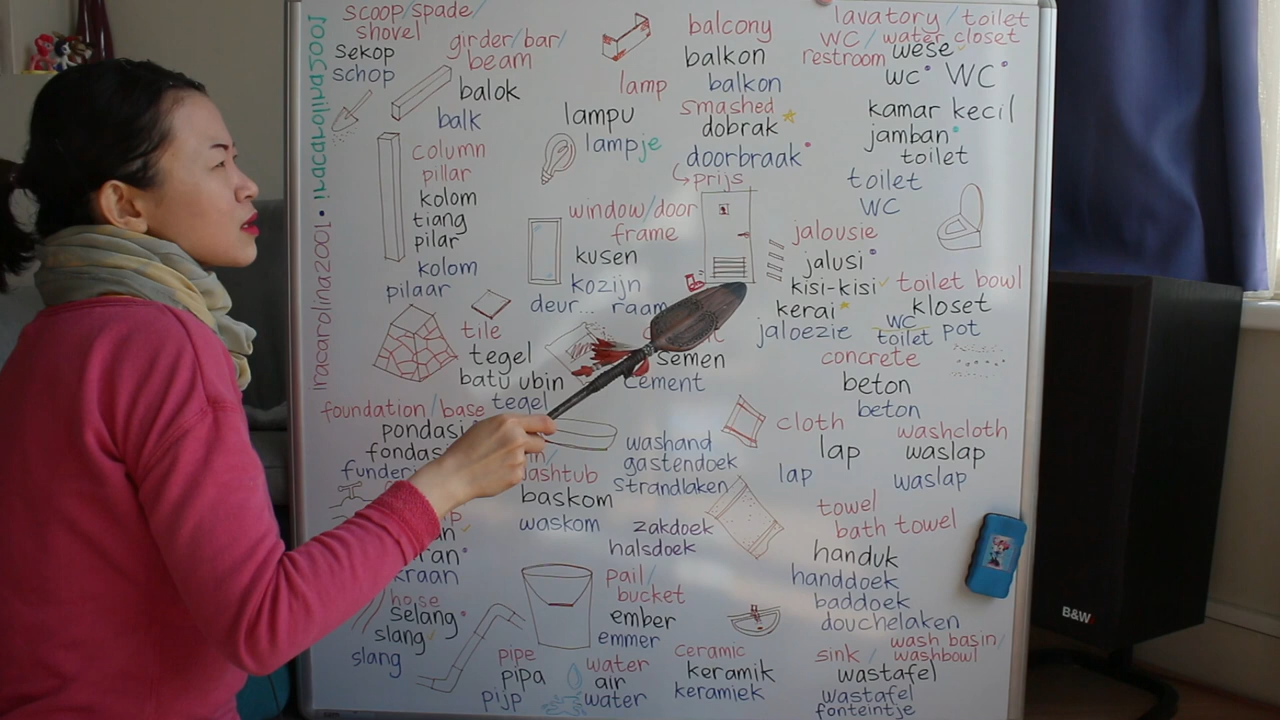 scoop/spade/
shovel
sekop
schop
girder/bar/
beam
balok
balk
column
pillar
kolom
tiang
pilar
kolom
pilaar
lamp
lampu
lampje
balcony
balkon
balkon
smashed
dobrak
doorbraak
prijs
lavatory / toilet
WC / water closet
restroom wese
wc WC
kamar kecil
jamban
toilet
toilet
WC
window/door
frame
kusen
kozijn
deur... raam
jalousie
jalusi
kisi-kisi
kerai
jaloezie
toilet bowl
kloset
WC
toilet pot
tile
tegel
batu ubin
tegel
semen
cement
concrete
beton
beton
foundation/base
pondasi
kraan
washand
gastendoek
strandlaken
zakdoek
halsdoek
cloth
lap
lap
washcloth
waslap
waslap
baskom
waskom
towel
bath towel
handuk
handdoek
baddoek
douchelaken
hose
selang
slang
slang
pail/
bucket
ember
emmer
pipe
pipa
pijp
water
air
water
ceramic
keramik
keramiek
wash basin/
sink / washbowl
wastafel
wastafel
fonteintje
iracarolina2001
B&W